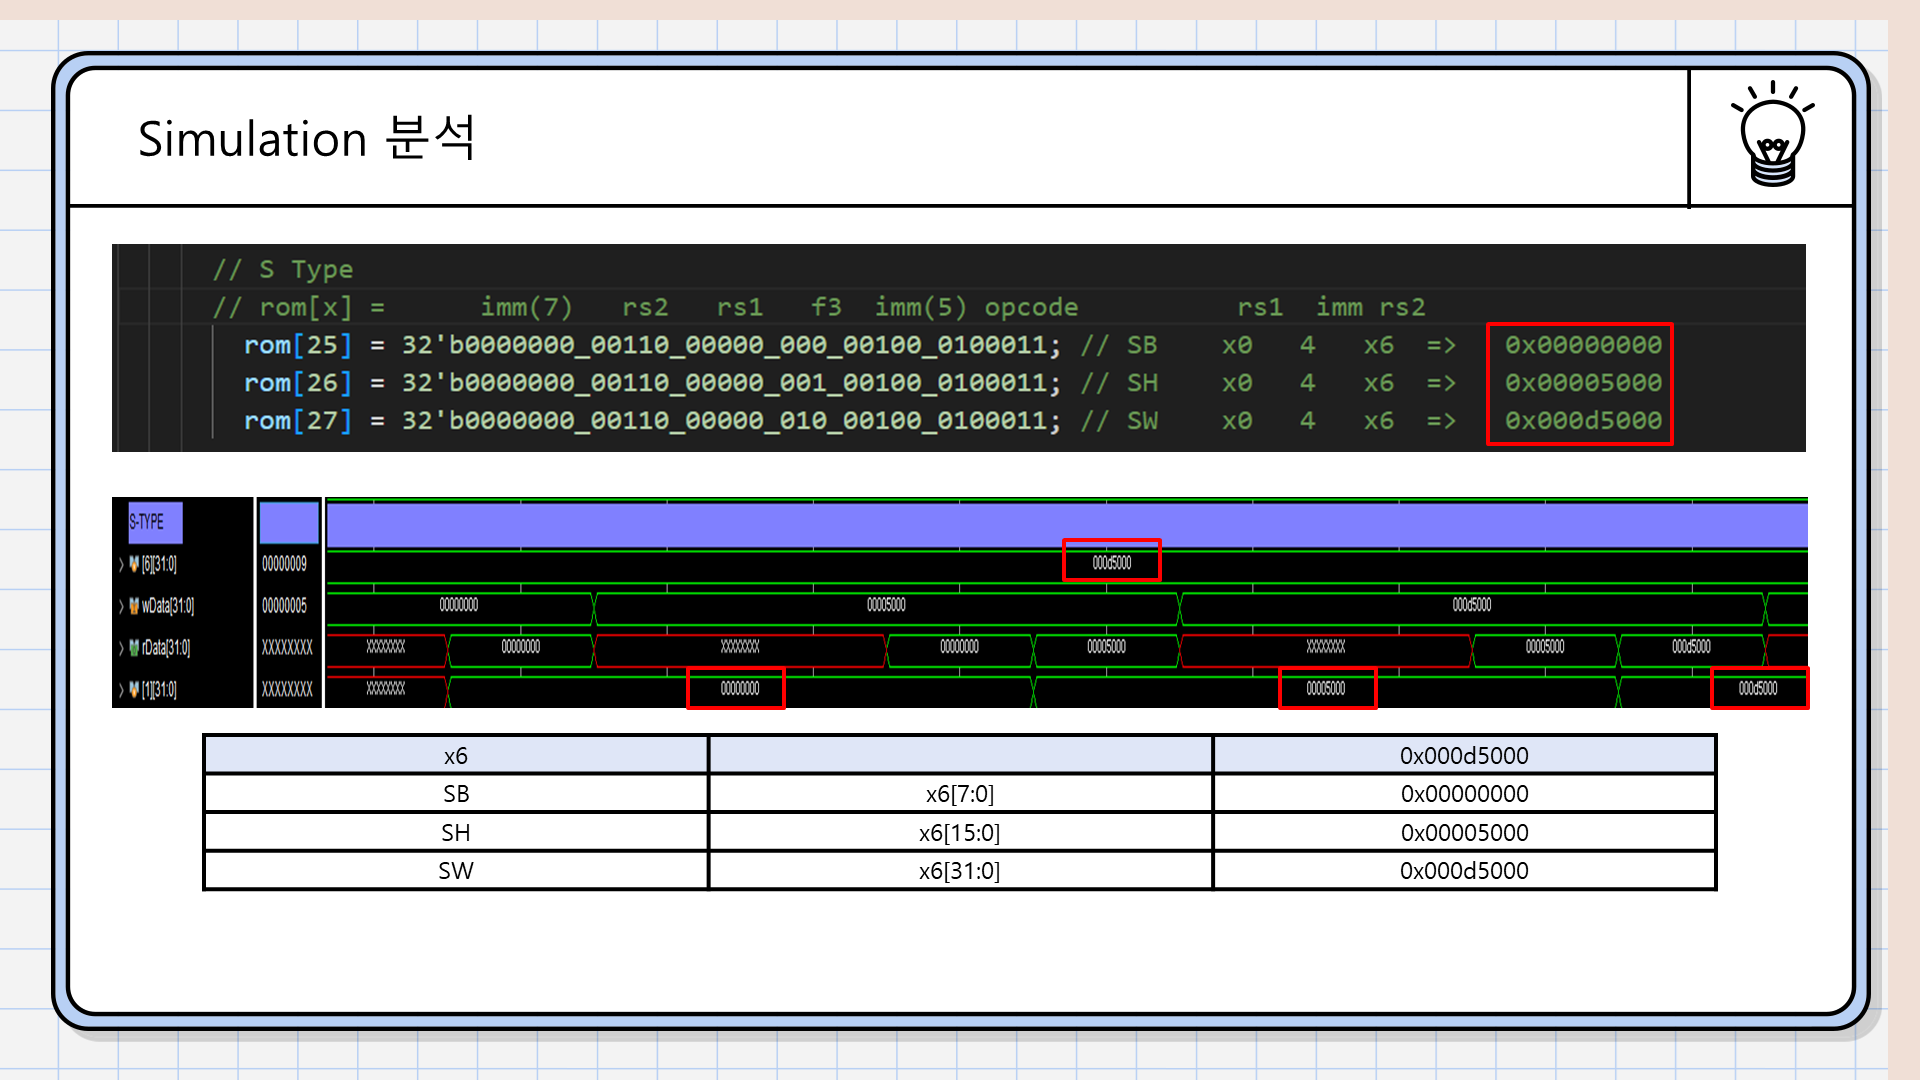 Simulation 분석
// S Type
// rom[x] = imm(7) rs2 rs1 f3 imm(5) opcode rs1 imm rs2
rom[25] = 32'b0000000_00110_00000_000_00100_0100011; // SB x0 4 x6 => 0x00000000
rom[26] = 32'b0000000_00110_00000_001_00100_0100011; // SH x0 4 x6 => 0x00005000
rom[27] = 32'b0000000_00110_00000_010_00100_0100011; // SW x0 4 x6 => 0x000d5000
S-TYPE
[6][31:0] 00000009 000d5000
wData[31:0] 00000005 00000000 00005000 000d5000
rData[31:0] XXXXXXXX XXXXXXXX 00000000 XXXXXXXX 00000000 00005000 XXXXXXXX 00005000 000d5000
[1][31:0] XXXXXXXX XXXXXXXX 00000000 00005000 000d5000
x6 0x000d5000
SB x6[7:0] 0x00000000
SH x6[15:0] 0x00005000
SW x6[31:0] 0x000d5000